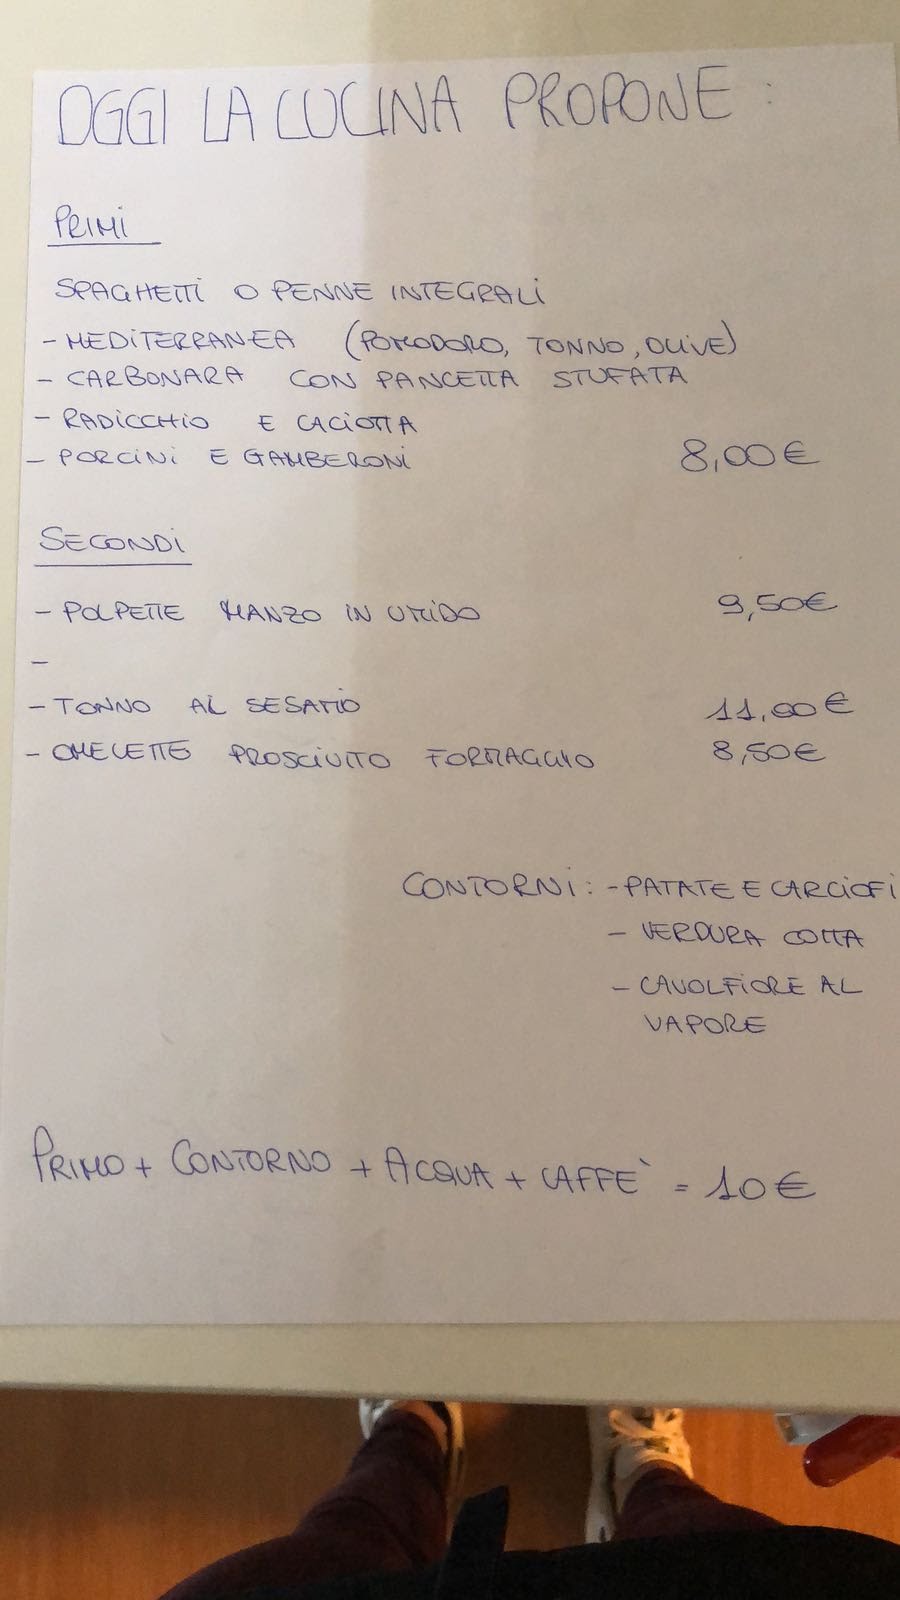 OGGI LA CUCINA PROPONE:
PRIMI
SPAGHETTI O PENNE INTEGRALI
- MEDITERRANEA (POMODORO, TONNO, OLIVE)
- CARBONARA CON PANCETTA STUFATA
- RADICCHIO E CACIOTTA
- PORCINI E GAMBERONI 8,00€
SECONDI
- POLPETTE MANZO IN UMIDO 9,50€
-
- TONNO AL SESAMO 11,00€
- OMELETTE PROSCIUTTO FORMAGGIO 8,50€
CONTORNI: - PATATE E CARCIOFI
- VERDURA COTTA
- CAVOLFIORE AL
VAPORE
PRIMO + CONTORNO + ACQUA + CAFFÈ = 10€